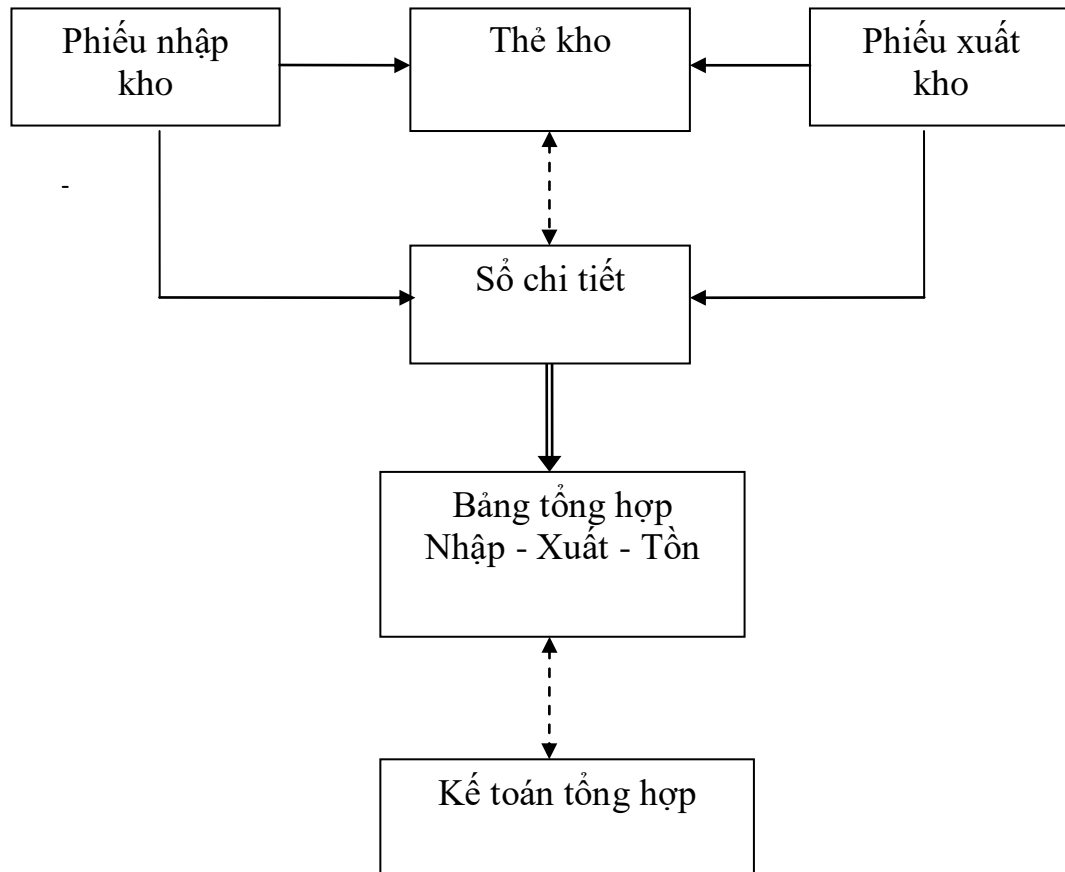 Phiếu nhập
kho
Thẻ kho
Phiếu xuất
kho
-
Sổ chi tiết
Bảng tổng hợp
Nhập - Xuất - Tồn
Kế toán tổng hợp